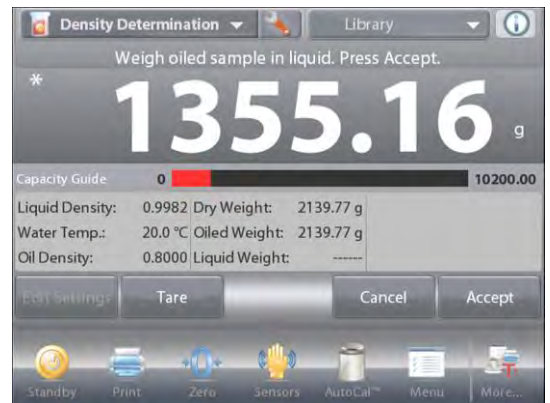 Density Determination
Library
Weigh oiled sample in liquid. Press Accept.
*
1355.16 g
Capacity Guide 0 10200.00
Liquid Density: 0.9982 Dry Weight: 2139.77 g
Water Temp.: 20.0 °C Oiled Weight: 2139.77 g
Oil Density: 0.8000 Liquid Weight: ------
Edit Settings Tare Cancel Accept
Standby Print Zero Sensors AutoCal™ Menu More...